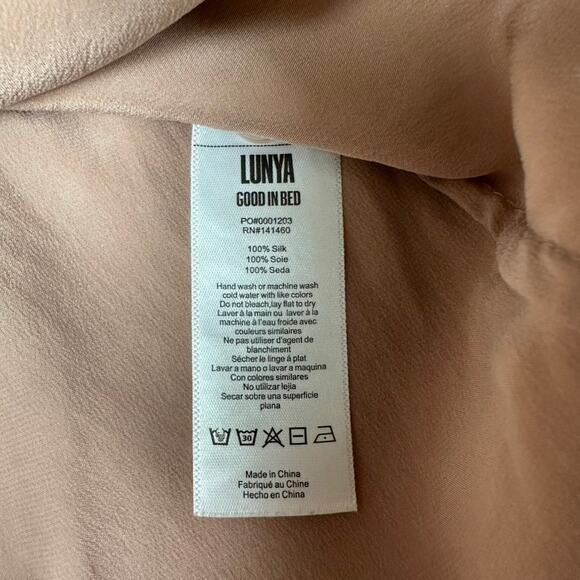 LUNYA
GOOD IN BED
PO#0001203
RN#141460
100% Silk
100% Soie
100% Seda
Hand wash or machine wash
cold water with like colors
Do not bleach,lay flat to dry
Laver à la main ou laver à la
machine à l'eau froide avec
couleurs similaires
Ne pas utiliser d'agent de
blanchiment
Sécher le linge à plat
Lavar a mano o lavar a maquina
Con colores similares
No utilizar lejia
Secar sobre una superficie
plana
30
Made in China
Fabriqué au Chine
Hecho en China